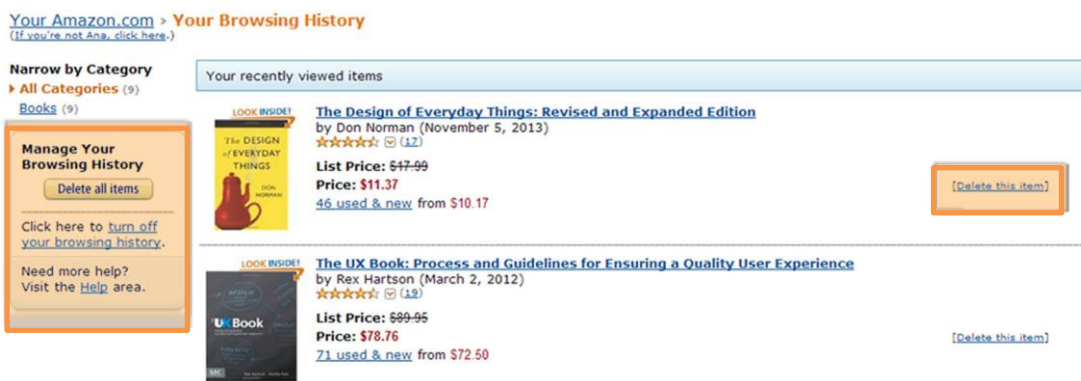 Your Amazon.com › Your Browsing History
(If you're not Ana, click here.)
Narrow by Category
All Categories (9)
Books (9)
Manage Your
Browsing History
Delete all items
Click here to turn off
your browsing history.
Need more help?
Visit the Help area.
Your recently viewed items
LOOK INSIDE!
The DESIGN
of EVERYDAY
THINGS
DON
NORMAN
The Design of Everyday Things: Revised and Expanded Edition
by Don Norman (November 5, 2013)
(17)
List Price: $17.99
Price: $11.37
46 used & new from $10.17
[Delete this item]
LOOK INSIDE!
UX Book
The UX Book: Process and Guidelines for Ensuring a Quality User Experience
by Rex Hartson (March 2, 2012)
(19)
List Price: $89.95
Price: $78.76
71 used & new from $72.50
[Delete this item]